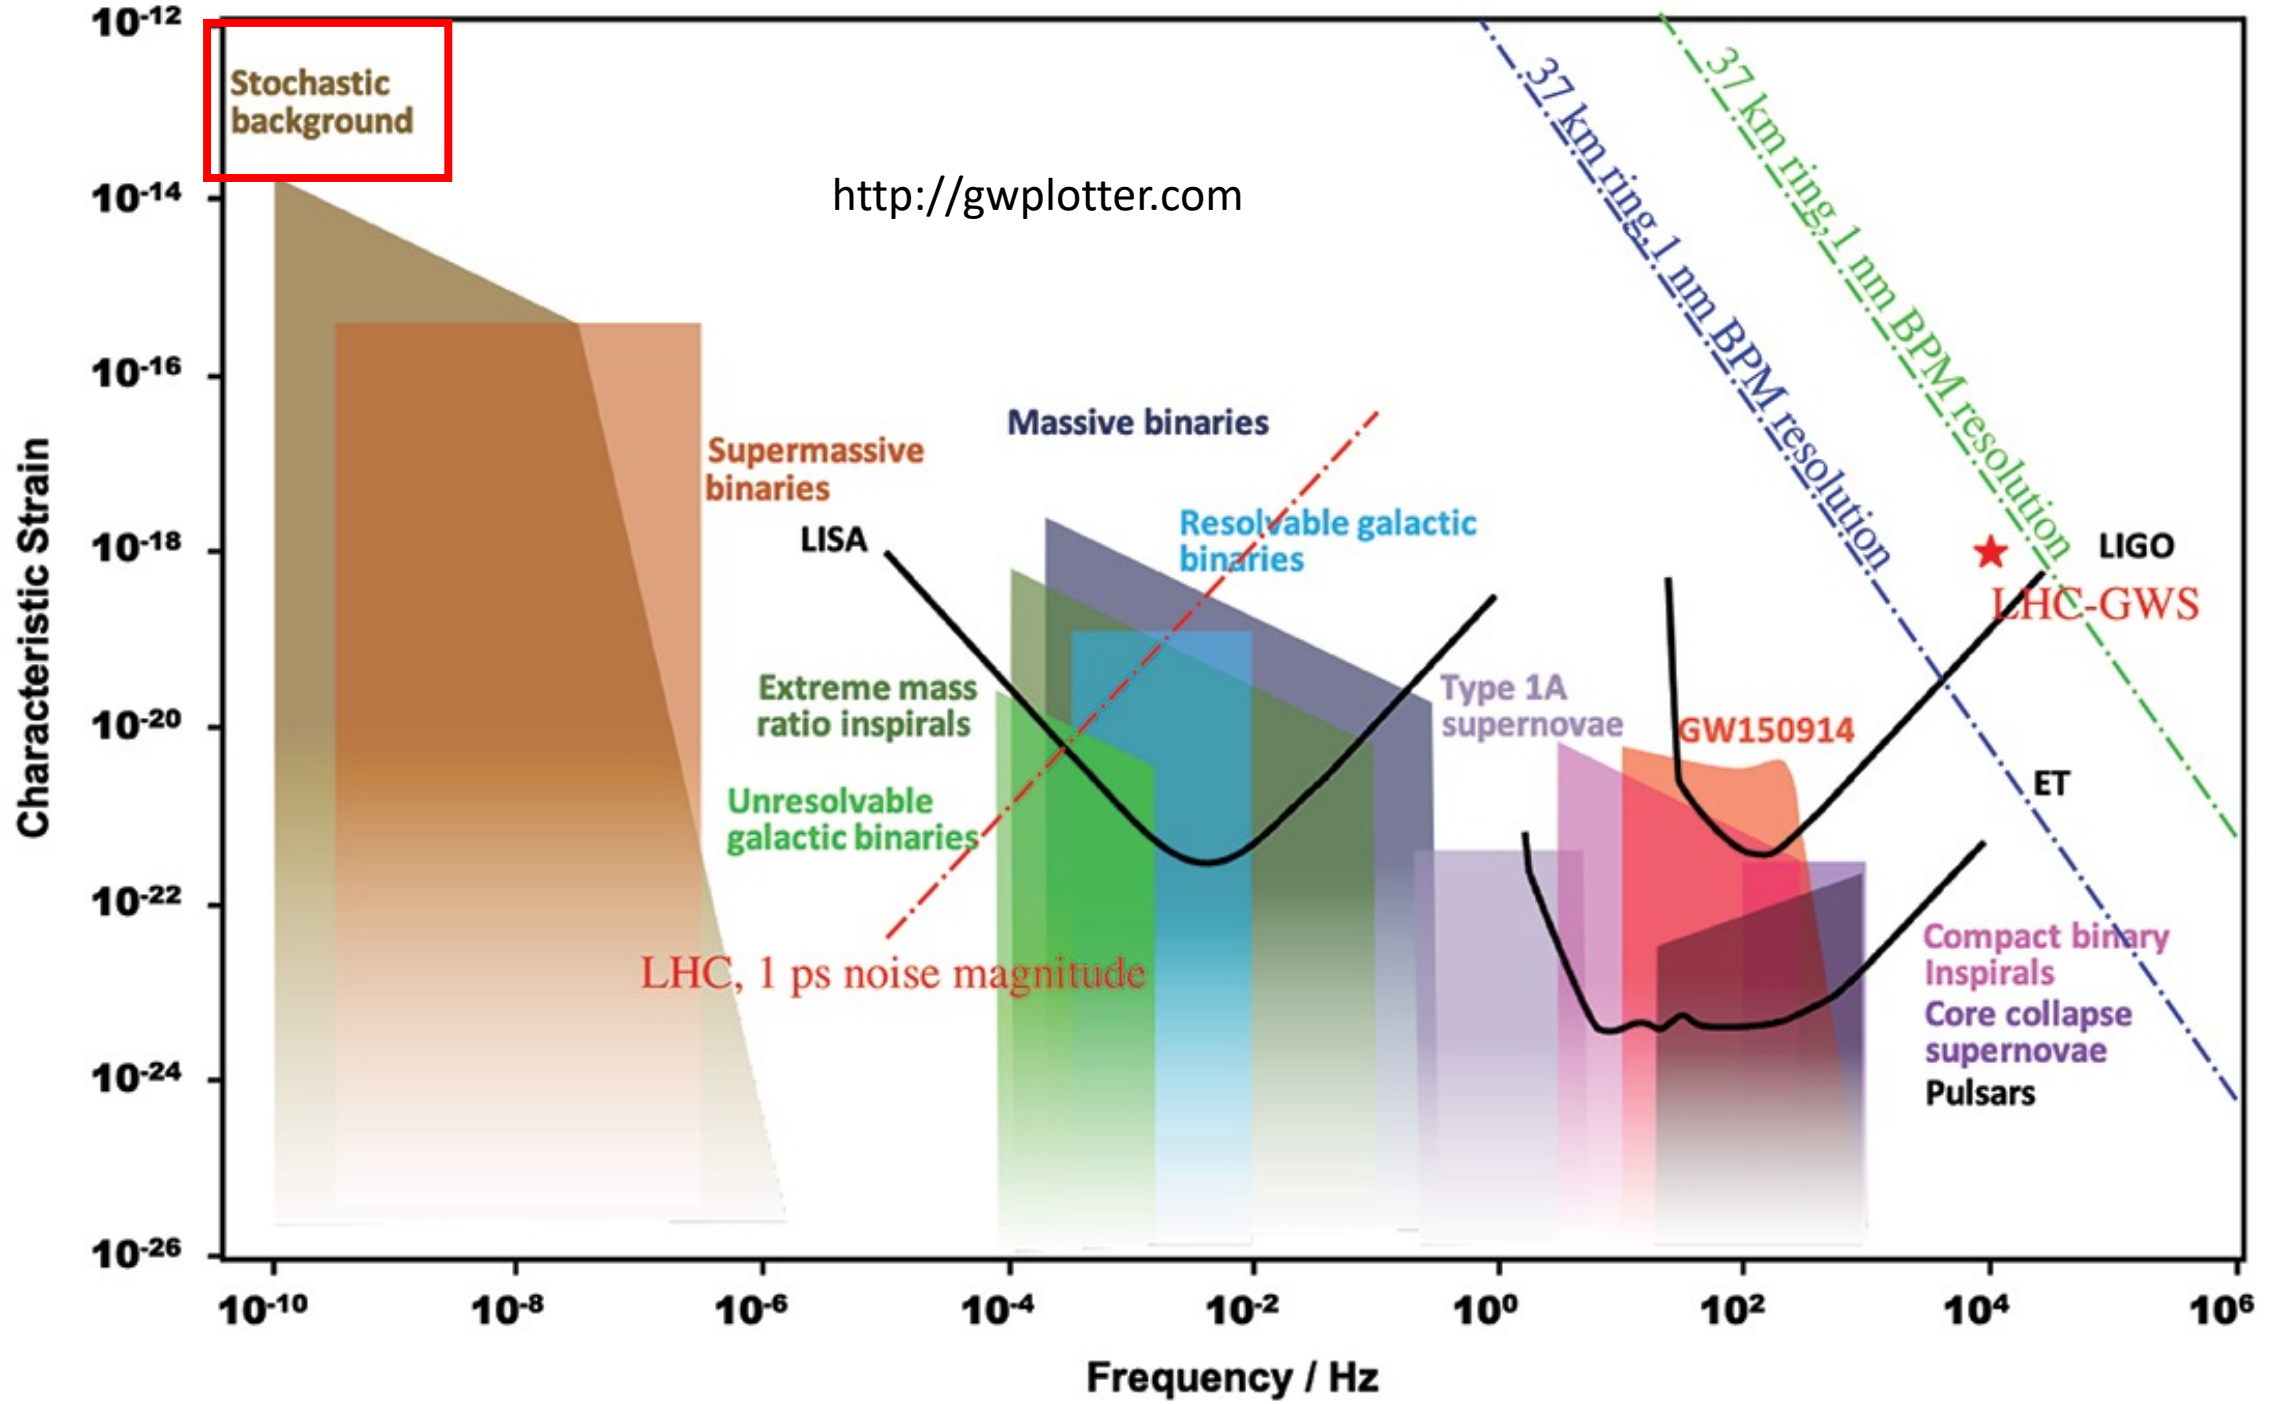 10-12
Stochastic
background
10-14
http://gwplotter.com
37 km ring,1 nm BPM resolution
37 km ring,1 nm BPM resolution
10-16
Massive binaries
Supermassive
binaries
Resolvable galactic
binaries
LISA
10-18
LIGO
LHC-GWS
Characteristic Strain
Extreme mass
ratio inspirals
Type 1A
supernovae
GW150914
10-20
ET
Unresolvable
galactic binaries
10-22
LHC, 1 ps noise magnitude
Compact binary
Inspirals
Core collapse
supernovae
Pulsars
10-24
10-26
10-10 10-8 10-6 10-4 10-2 100 102 104 106
Frequency / Hz